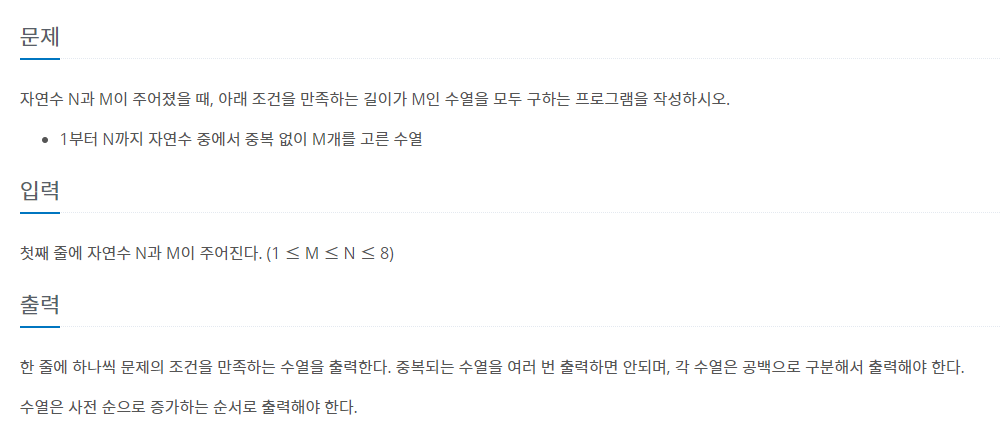 문제
자연수 N과 M이 주어졌을 때, 아래 조건을 만족하는 길이가 M인 수열을 모두 구하는 프로그램을 작성하시오.
• 1부터 N까지 자연수 중에서 중복 없이 M개를 고른 수열
입력
첫째 줄에 자연수 N과 M이 주어진다. (1 ≤ M ≤ N ≤ 8)
출력
한 줄에 하나씩 문제의 조건을 만족하는 수열을 출력한다. 중복되는 수열을 여러 번 출력하면 안되며, 각 수열은 공백으로 구분해서 출력해야 한다.
수열은 사전 순으로 증가하는 순서로 출력해야 한다.